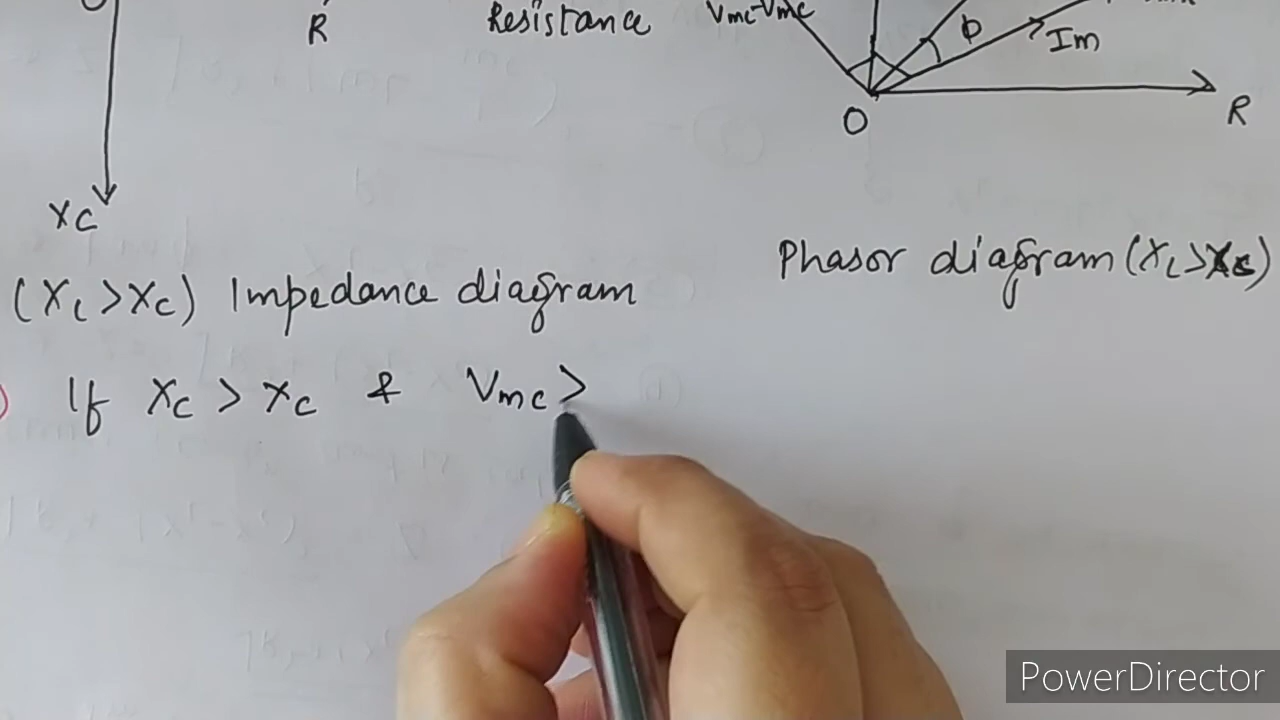 R
Resistance
Vmc-Vmc
Φ
Im
O
R
Xc
Phasor diagram (XL>Xc)
(XL>Xc) Impedance diagram
If Xc > Xc & Vmc >
PowerDirector